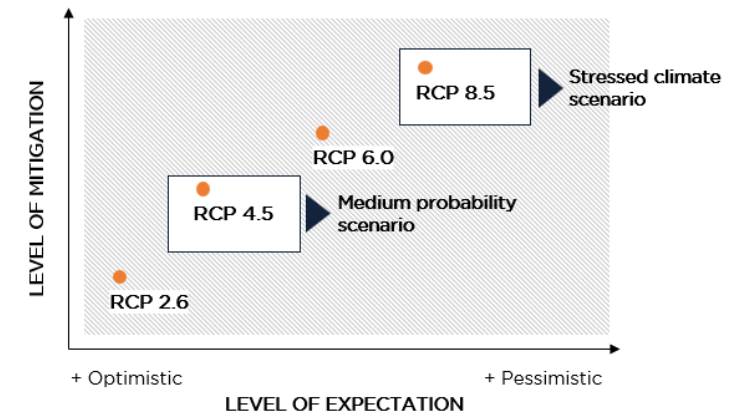 LEVEL OF MITIGATION
RCP 8.5
Stressed climate
scenario
RCP 6.0
RCP 4.5
Medium probability
scenario
RCP 2.6
+ Optimistic
+ Pessimistic
LEVEL OF EXPECTATION